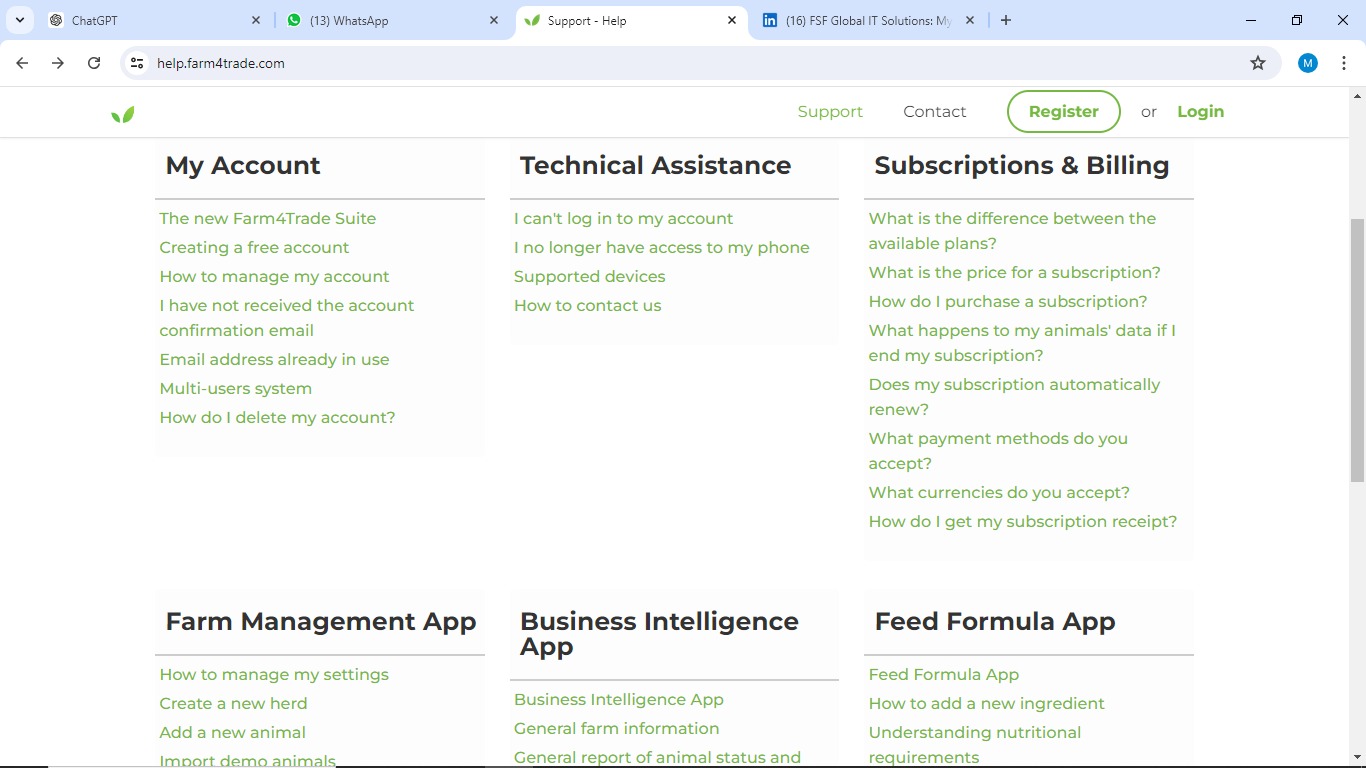 ChatGPT
(13) WhatsApp
Support - Help
(16) FSF Global IT Solutions: My
help.farm4trade.com
M
Support
Contact
Register
or
Login
My Account
The new Farm4Trade Suite
Creating a free account
How to manage my account
I have not received the account
confirmation email
Email address already in use
Multi-users system
How do I delete my account?
Technical Assistance
I can't log in to my account
I no longer have access to my phone
Supported devices
How to contact us
Subscriptions & Billing
What is the difference between the
available plans?
What is the price for a subscription?
How do I purchase a subscription?
What happens to my animals' data if I
end my subscription?
Does my subscription automatically
renew?
What payment methods do you
accept?
What currencies do you accept?
How do I get my subscription receipt?
Farm Management App
How to manage my settings
Create a new herd
Add a new animal
Import demo animals
Business Intelligence
App
Business Intelligence App
General farm information
General report of animal status and
Feed Formula App
Feed Formula App
How to add a new ingredient
Understanding nutritional
requirements